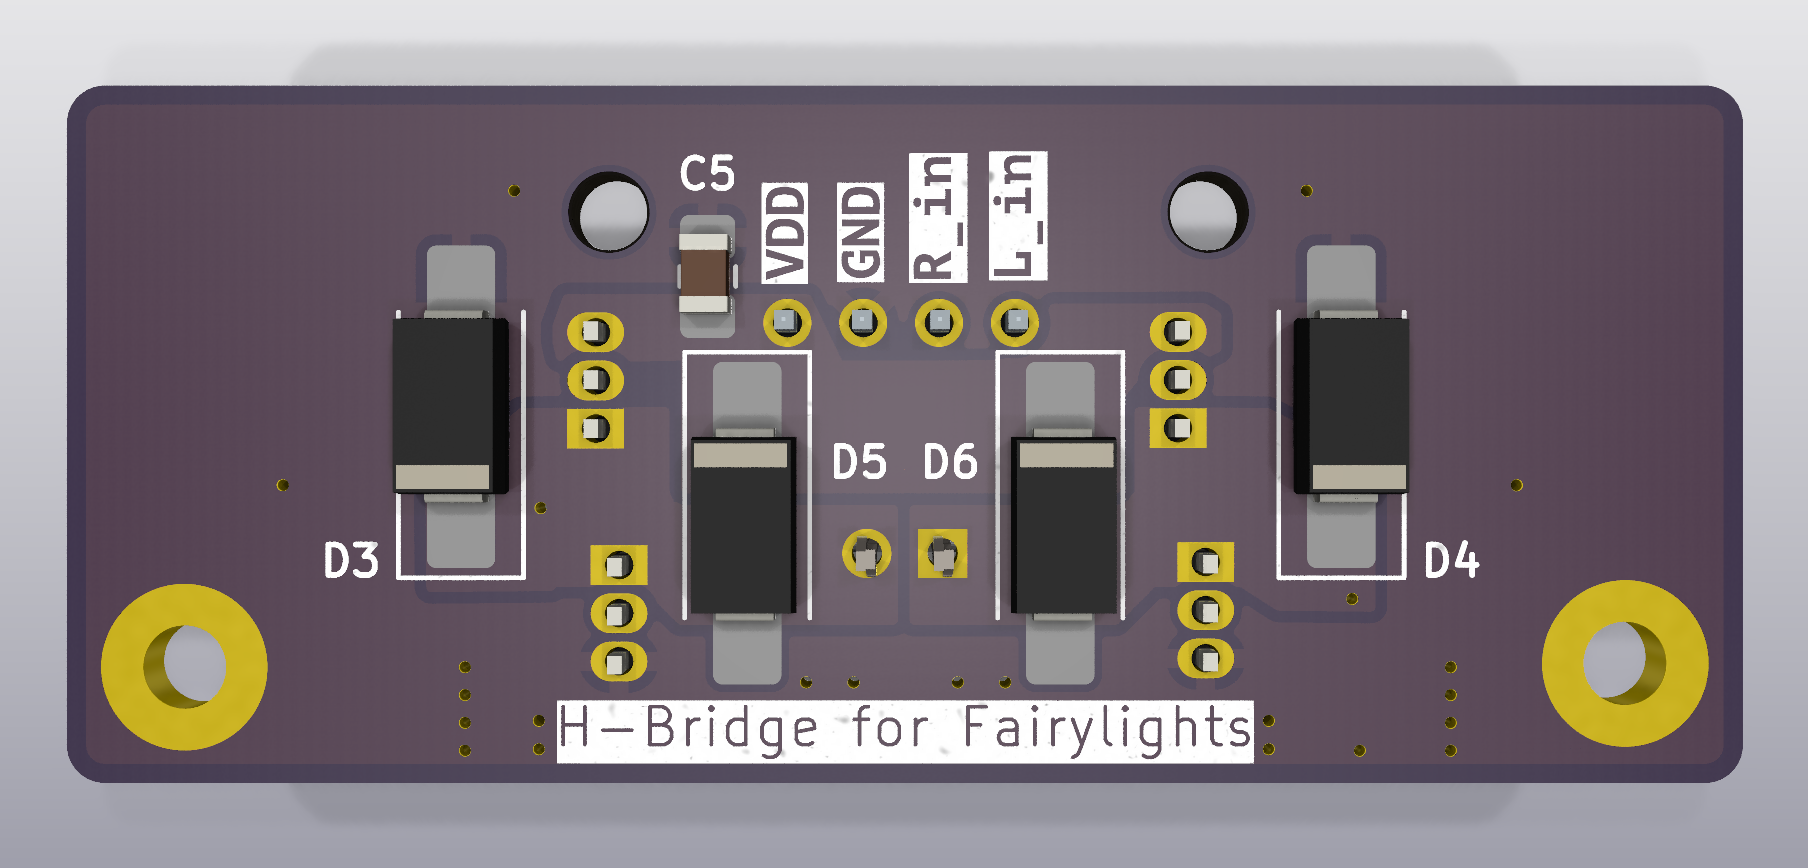 C5
VDD
GND
R_in
L_in
D5
D6
D3
D4
H-Bridge for Fairylights